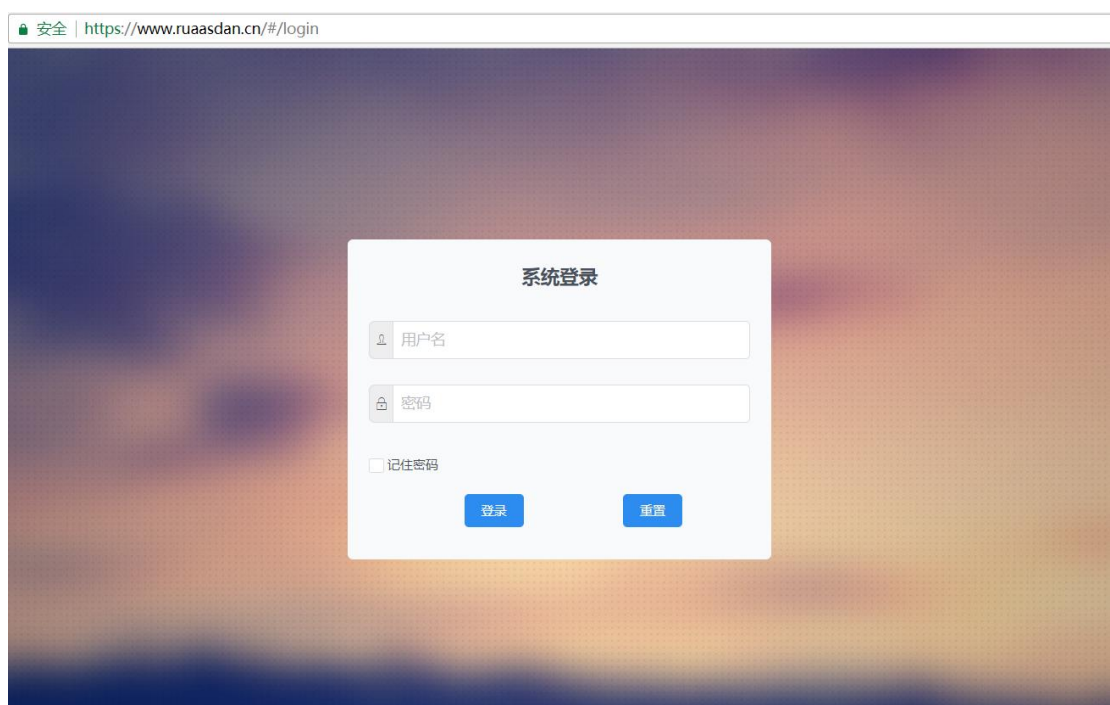 安全 | https://www.ruaasdan.cn/#/login
系统登录
用户名
密码
记住密码
登录 重置